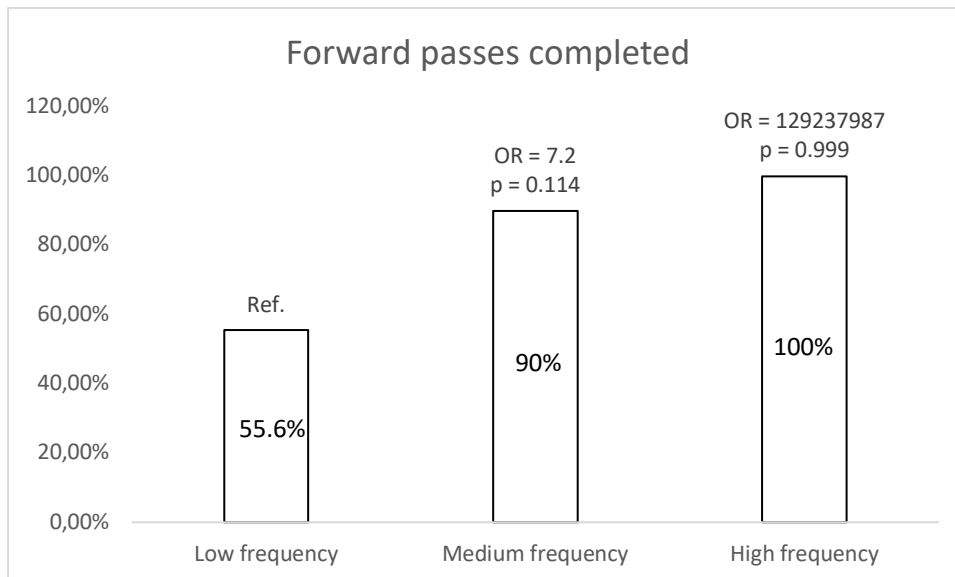 Forward passes completed
120,00%
100,00%
80,00%
60,00%
40,00%
20,00%
0,00%
Ref.
55.6%
OR = 7.2
p = 0.114
90%
OR = 129237987
p = 0.999
100%
Low frequency
Medium frequency
High frequency